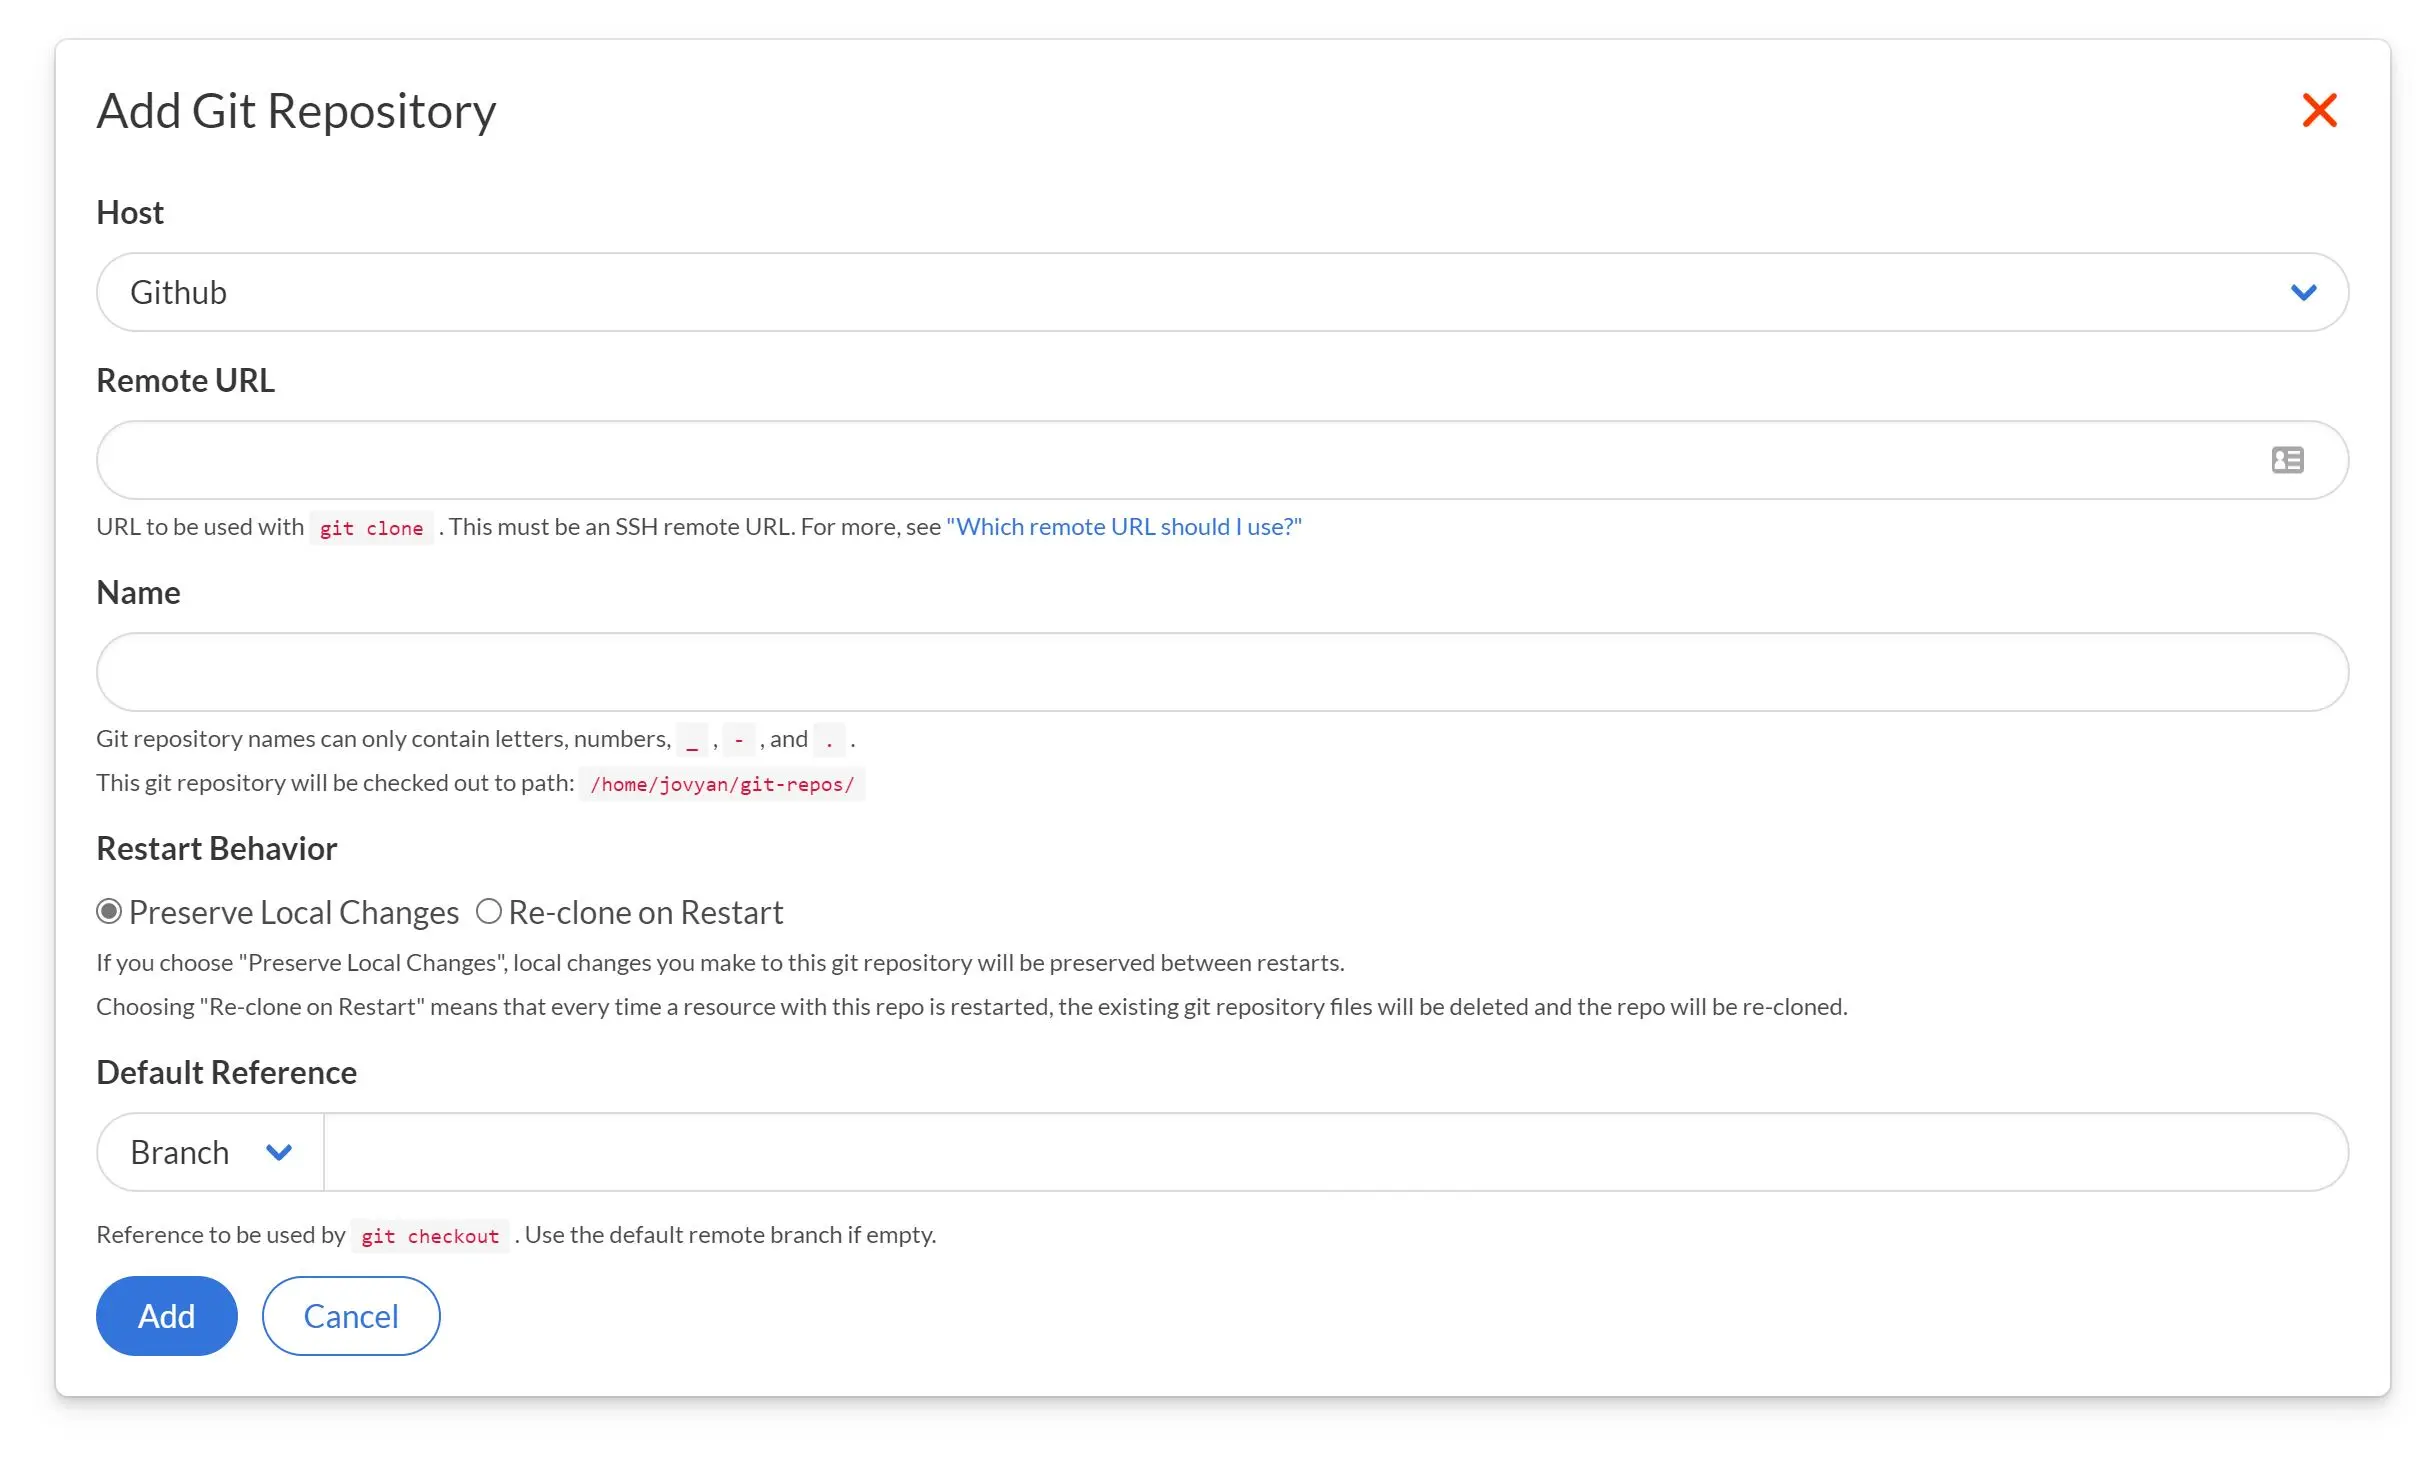 Add Git Repository
Host
Github
Remote URL
URL to be used with git clone . This must be an SSH remote URL. For more, see "Which remote URL should I use?"
Name
Git repository names can only contain letters, numbers, _ , - , and . .
This git repository will be checked out to path: /home/jovyan/git-repos/
Restart Behavior
Preserve Local Changes Re-clone on Restart
If you choose "Preserve Local Changes", local changes you make to this git repository will be preserved between restarts.
Choosing "Re-clone on Restart" means that every time a resource with this repo is restarted, the existing git repository files will be deleted and the repo will be re-cloned.
Default Reference
Branch
Reference to be used by git checkout . Use the default remote branch if empty.
Add Cancel